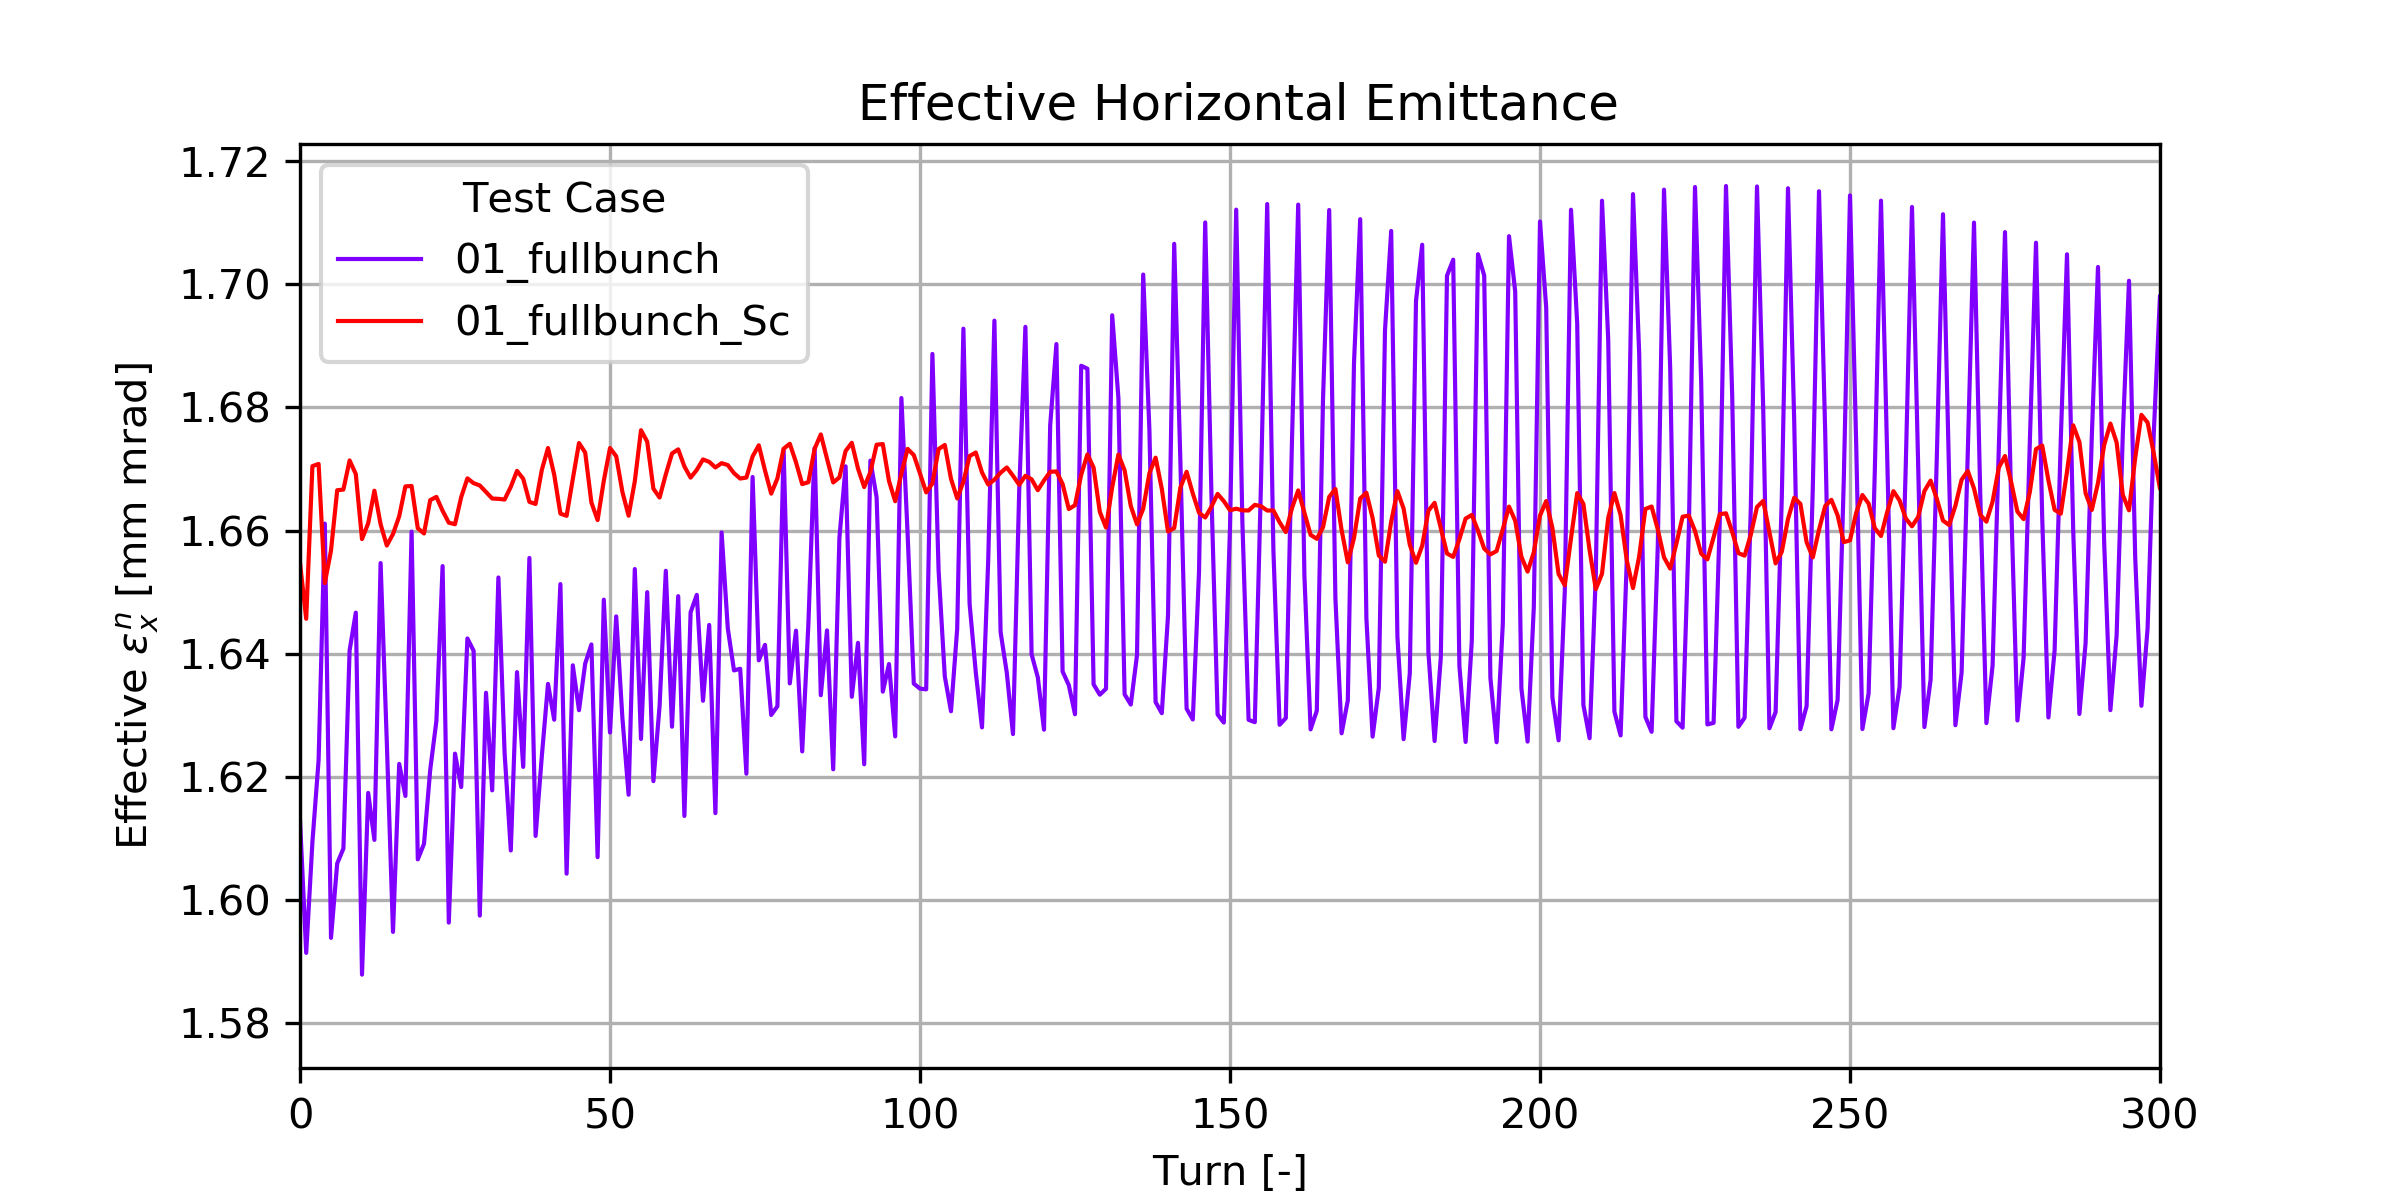 Effective Horizontal Emittance
1.72
1.70
1.68
1.66
1.64
1.62
1.60
1.58
Effective εₓⁿ [mm mrad]
Test Case
01_fullbunch
01_fullbunch_Sc
0 50 100 150 200 250 300
Turn [-]